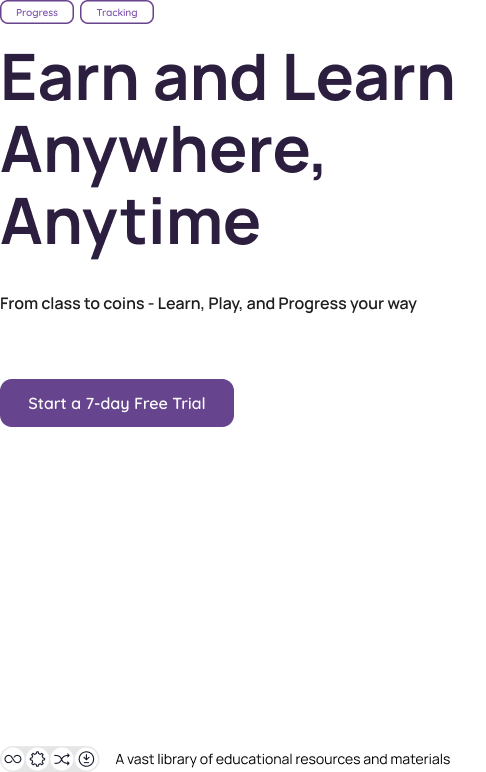 Progress
Tracking
Earn and Learn
Anywhere,
Anytime
From class to coins - Learn, Play, and Progress your way
Start a 7-day Free Trial
A vast library of educational resources and materials